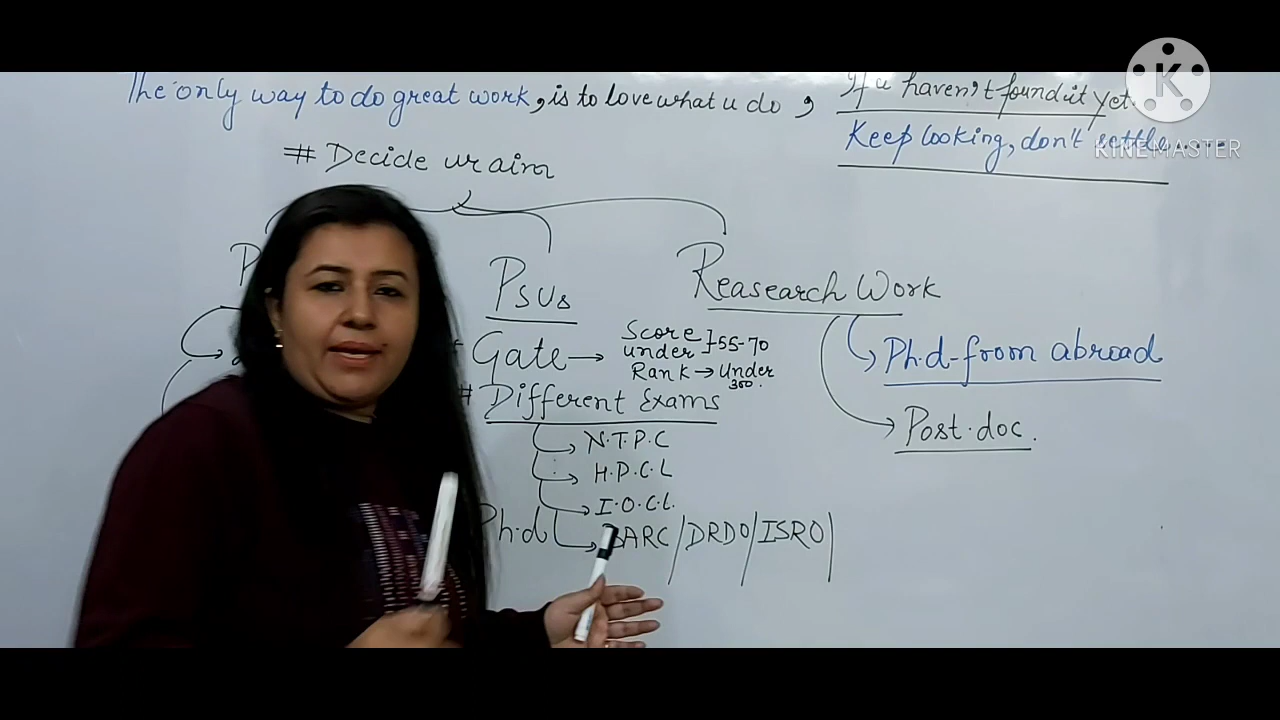 The only way to do great work, is to love what u do, If u haven't found it yet.
Keep looking, don't settle.....
K
KINEMASTER
# Decide ur aim
PSUs
Reasearch Work
Gate → Score under } 55-70
Rank → Under 300.
Ph.d-from abroad
# Different Exams
Post.doc.
N.T.P.C
H.P.C.L
I.O.C.L.
Ph.d
BARC / DRDO / ISRO |